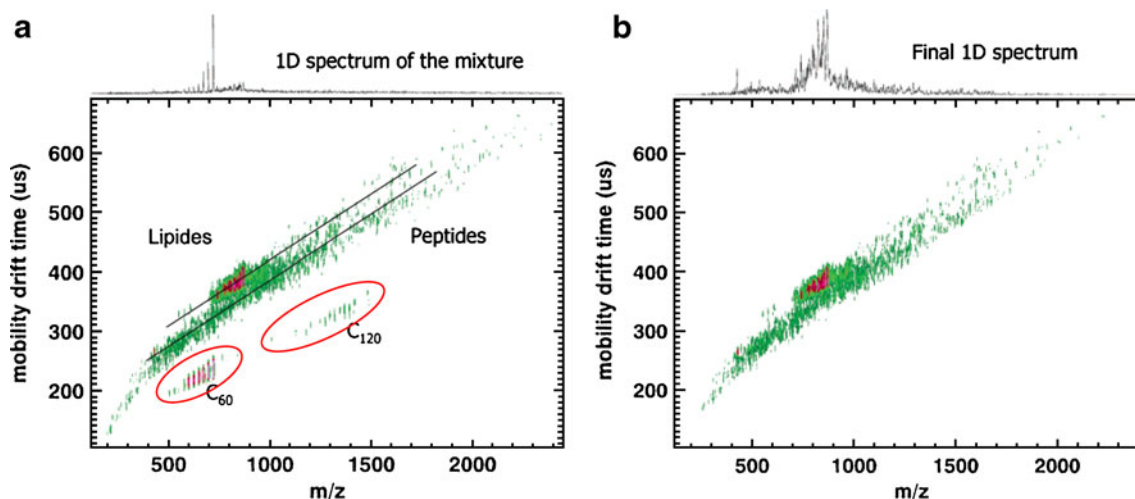 a
1D spectrum of the mixture
mobility drift time (us)
600
500
400
300
200
Lipides
Peptides
C120
C60
500 1000 1500 2000
m/z
b
Final 1D spectrum
mobility drift time (us)
600
500
400
300
200
500 1000 1500 2000
m/z